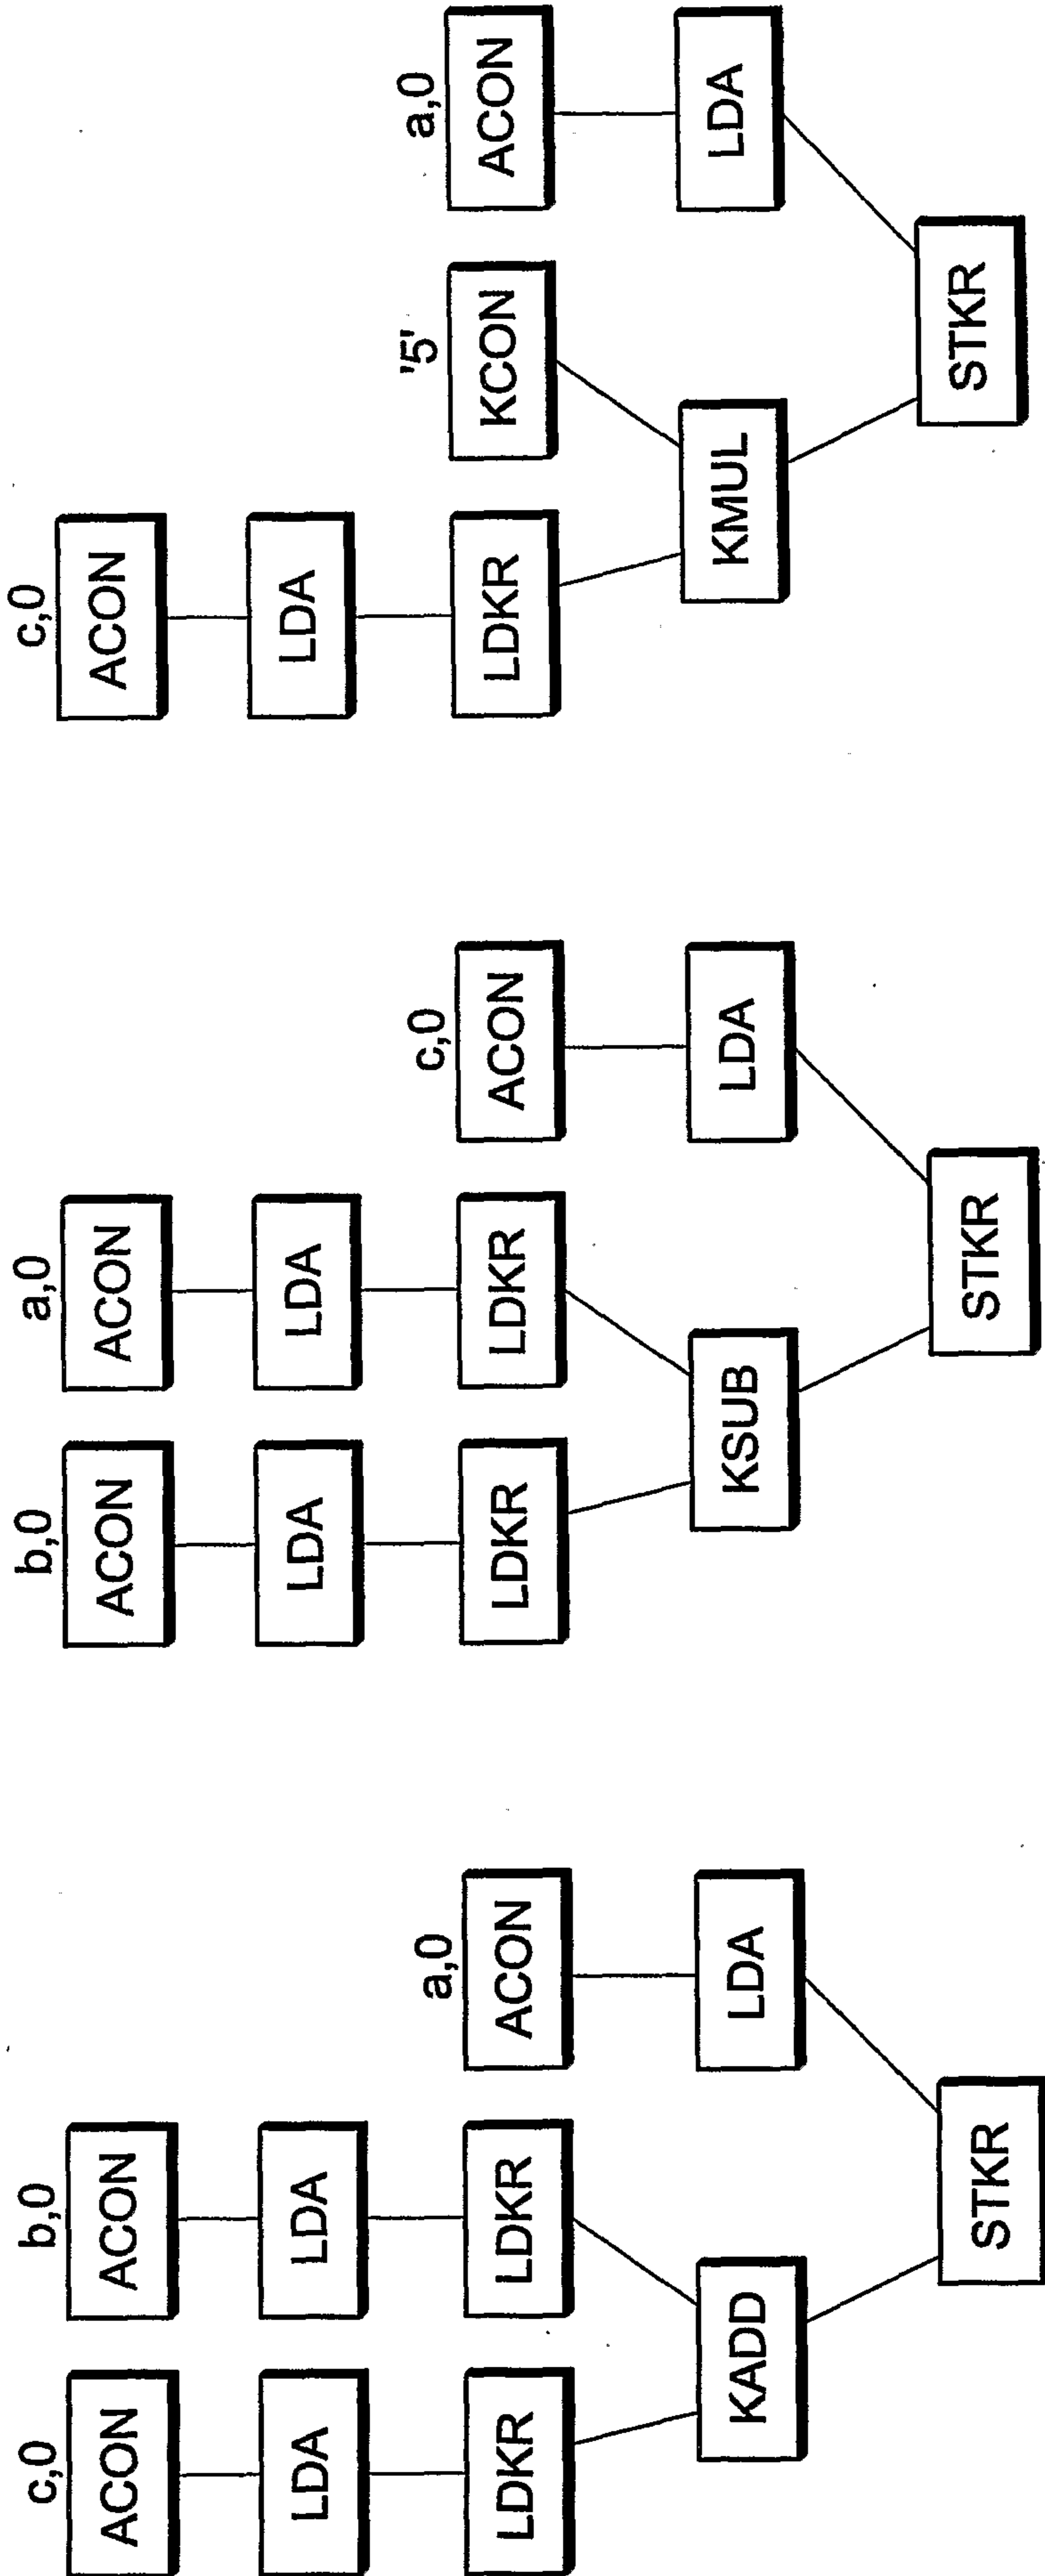 c,0 b,0
ACON ACON
LDA LDA a,0
LDKR LDKR ACON
KADD LDA
STKR
b,0 a,0
ACON ACON
LDA LDA c,0
LDKR LDKR ACON
KSUB LDA
STKR
c,0
ACON
LDA '5' a,0
LDKR KCON ACON
KMUL LDA
STKR